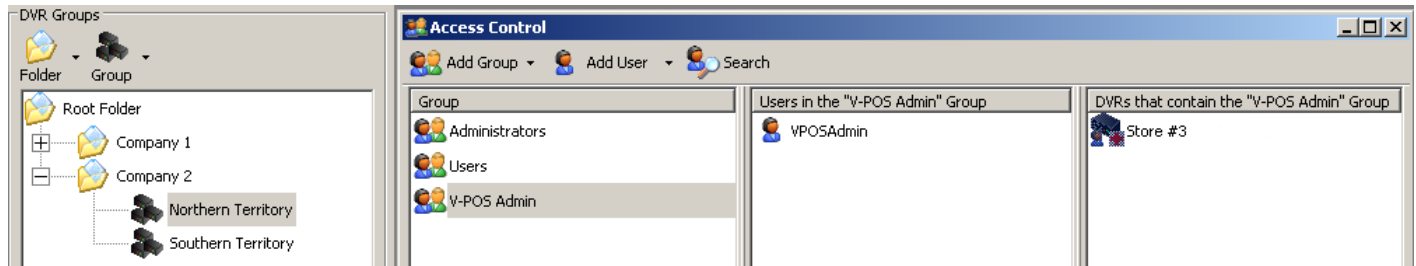 DVR Groups
Folder
Group
Root Folder
Company 1
Company 2
Northern Territory
Southern Territory
Access Control
Add Group
Add User
Search
Group
Administrators
Users
V-POS Admin
Users in the "V-POS Admin" Group
VPOSAdmin
DVRs that contain the "V-POS Admin" Group
Store #3